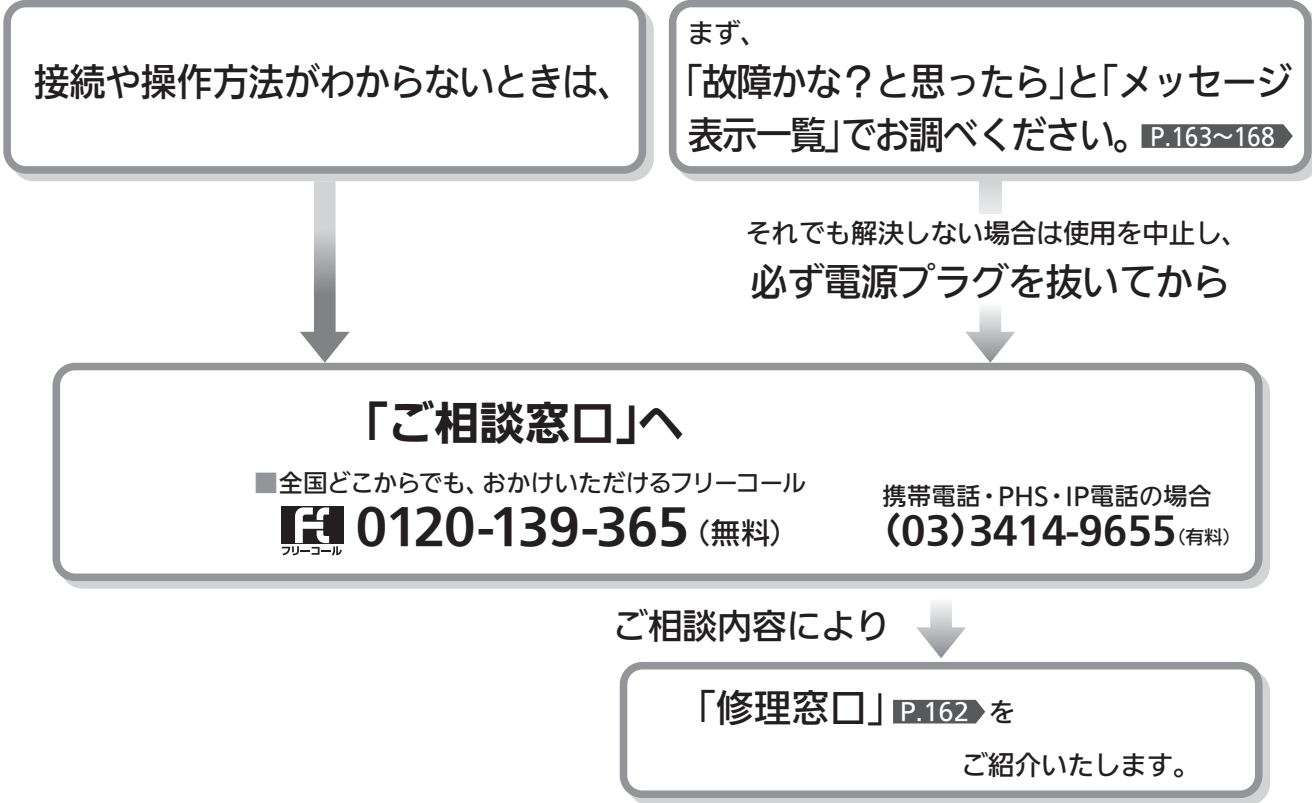 接続や操作方法がわからないときは、
まず、
「故障かな？と思ったら」と「メッセージ
表示一覧」でお調べください。 P.163~168
それでも解決しない場合は使用を中止し、
必ず電源プラグを抜いてから
「ご相談窓口」へ
■全国どこからでも、おかけいただけるフリーコール
フリーコール 0120-139-365（無料）
携帯電話・PHS・IP電話の場合
(03)3414-9655（有料）
ご相談内容により
「修理窓口」 P.162 を
ご紹介いたします。